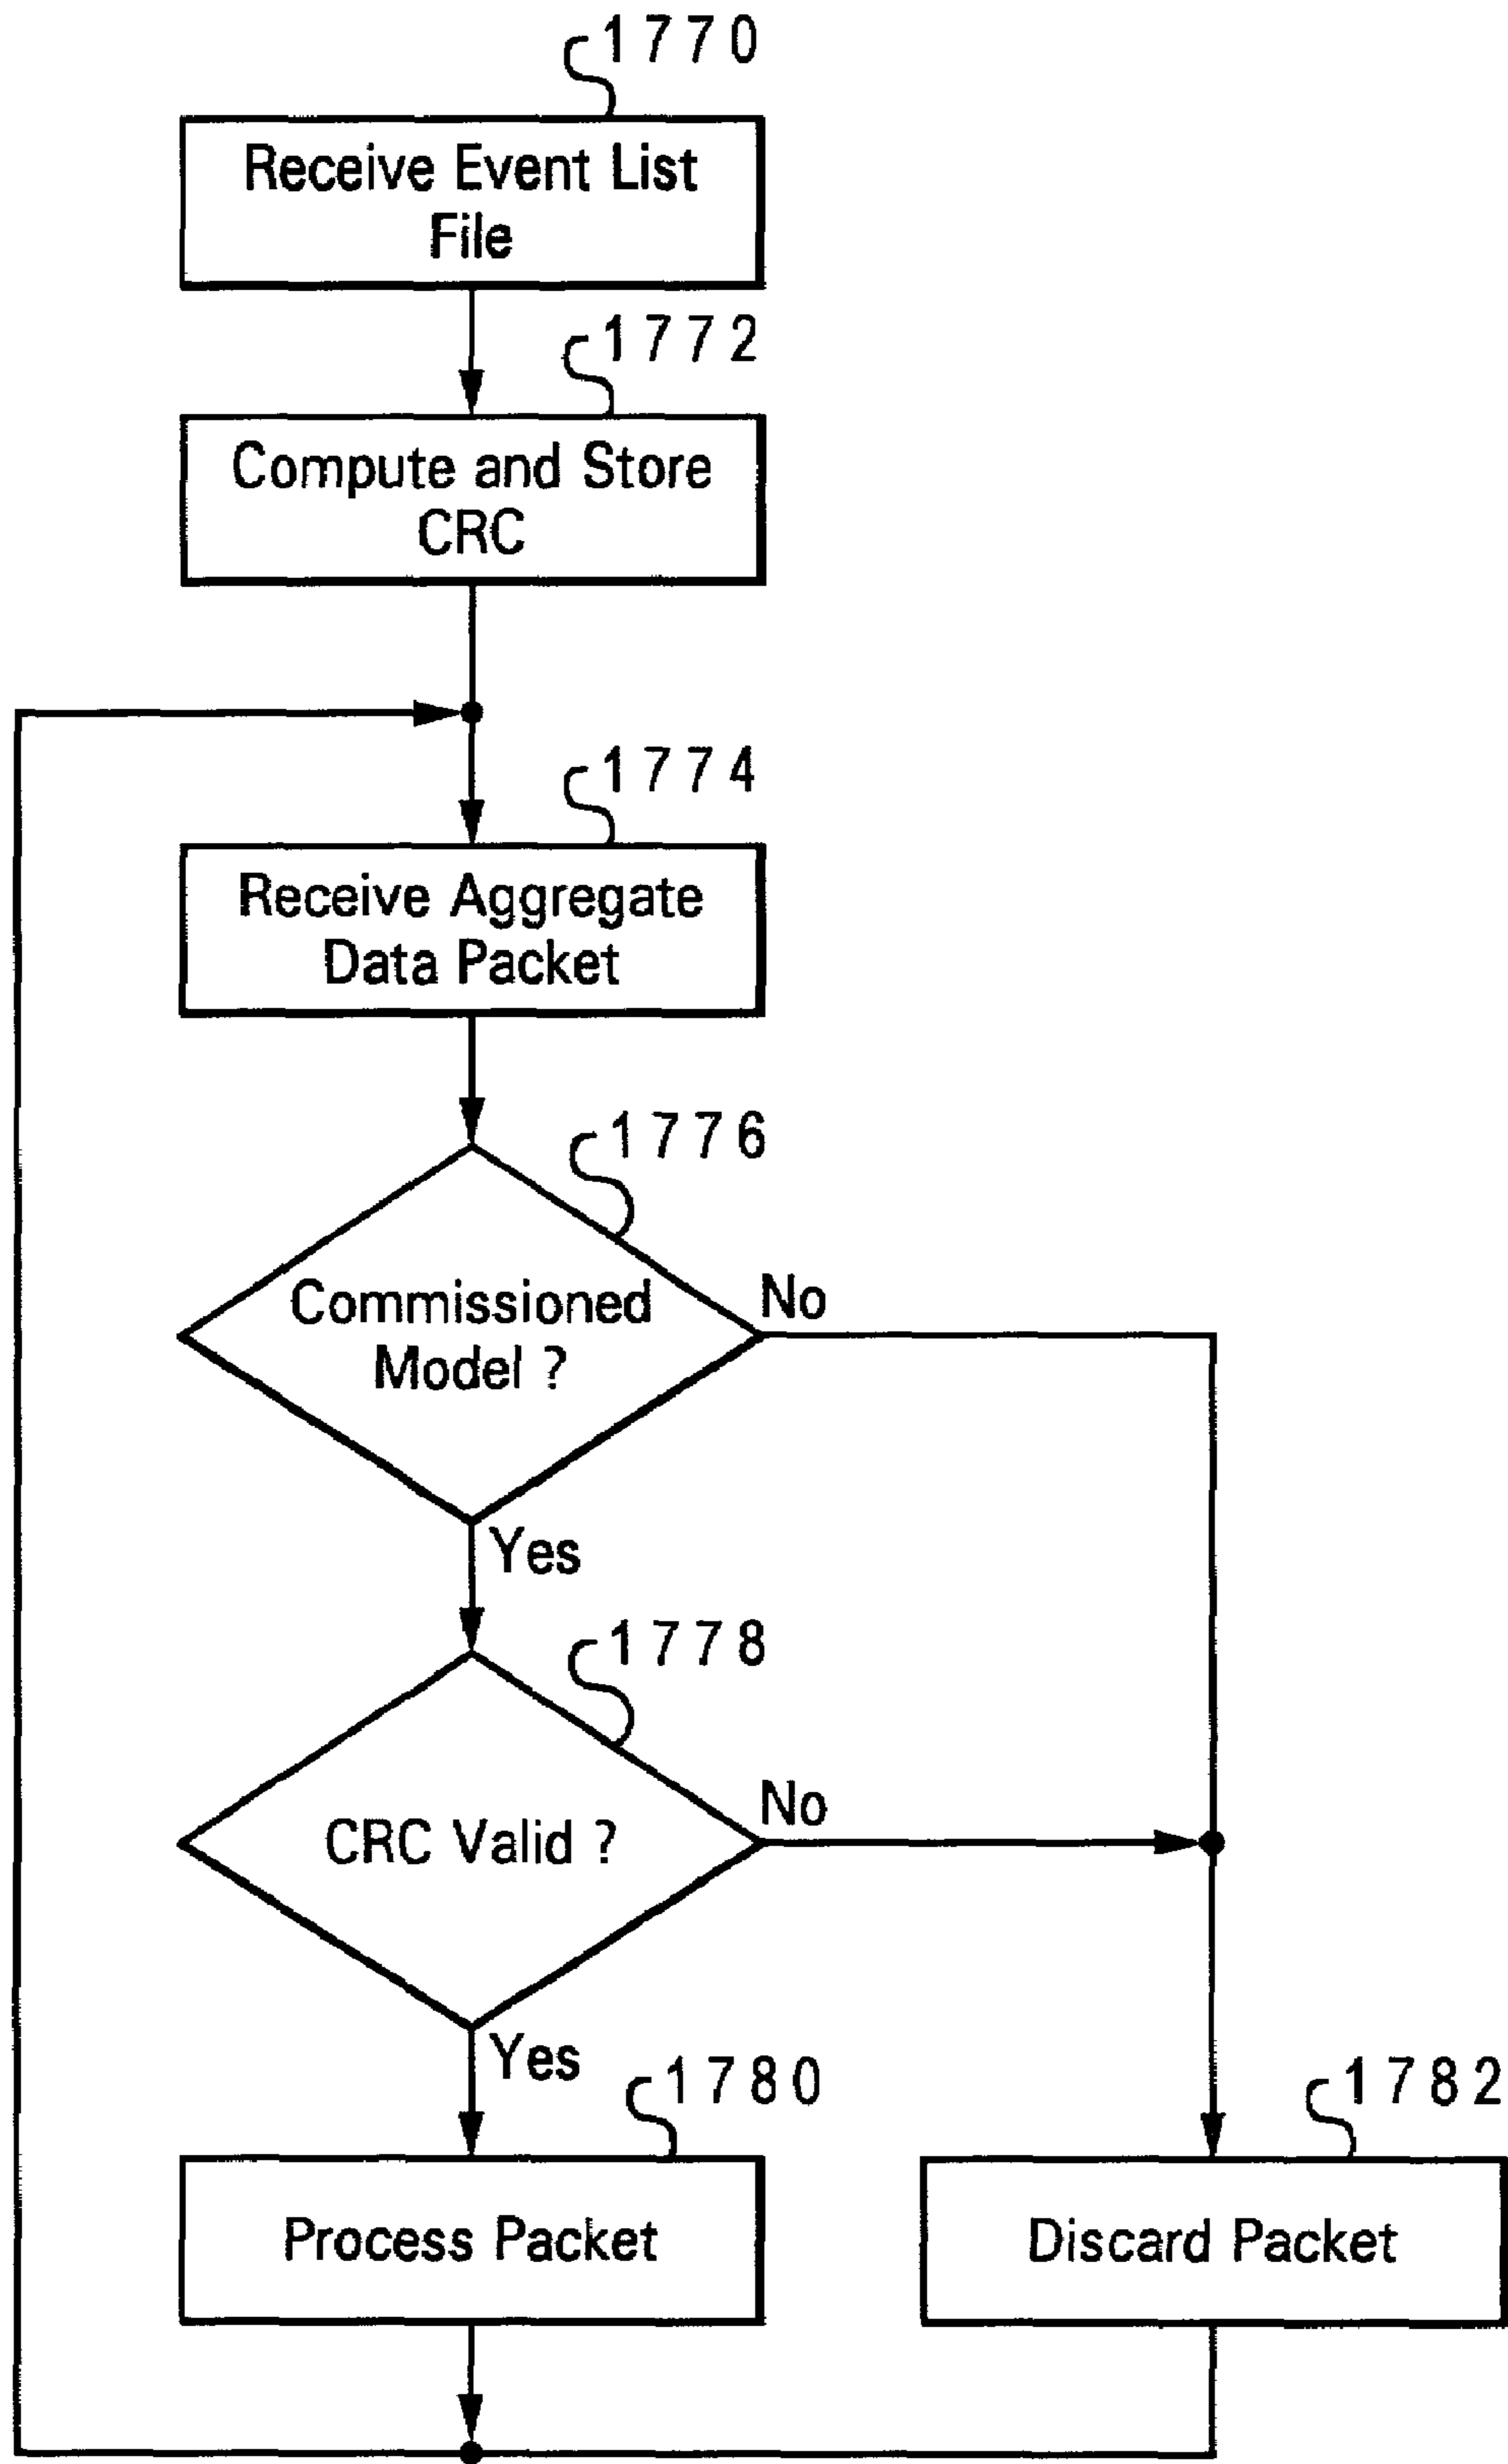 1770
Receive Event List
File
1772
Compute and Store
CRC
1774
Receive Aggregate
Data Packet
1776
Commissioned
Model ?
No
Yes
1778
CRC Valid ?
No
Yes
1780
Process Packet
1782
Discard Packet